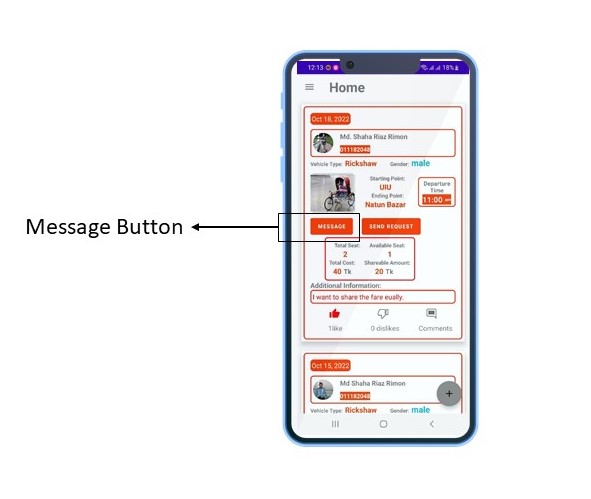 12:13 18%
Home
Oct 18, 2022
Md. Shaha Riaz Rimon
011182048
Vehicle Type: Rickshaw Gender: male
Starting Point:
UIU
Ending Point:
Natun Bazar
Departure
Time
11:00 AM
Message Button
MESSAGE SEND REQUEST
Total Seat: Available Seat:
2 1
Total Cost: Shareable Amount:
40 Tk 20 Tk
Additional Information:
I want to share the fare eually.
1like 0 dislikes Comments
Oct 15, 2022
Md Shaha Riaz Rimon
011182048
+
Vehicle Type: Rickshaw Gender: male